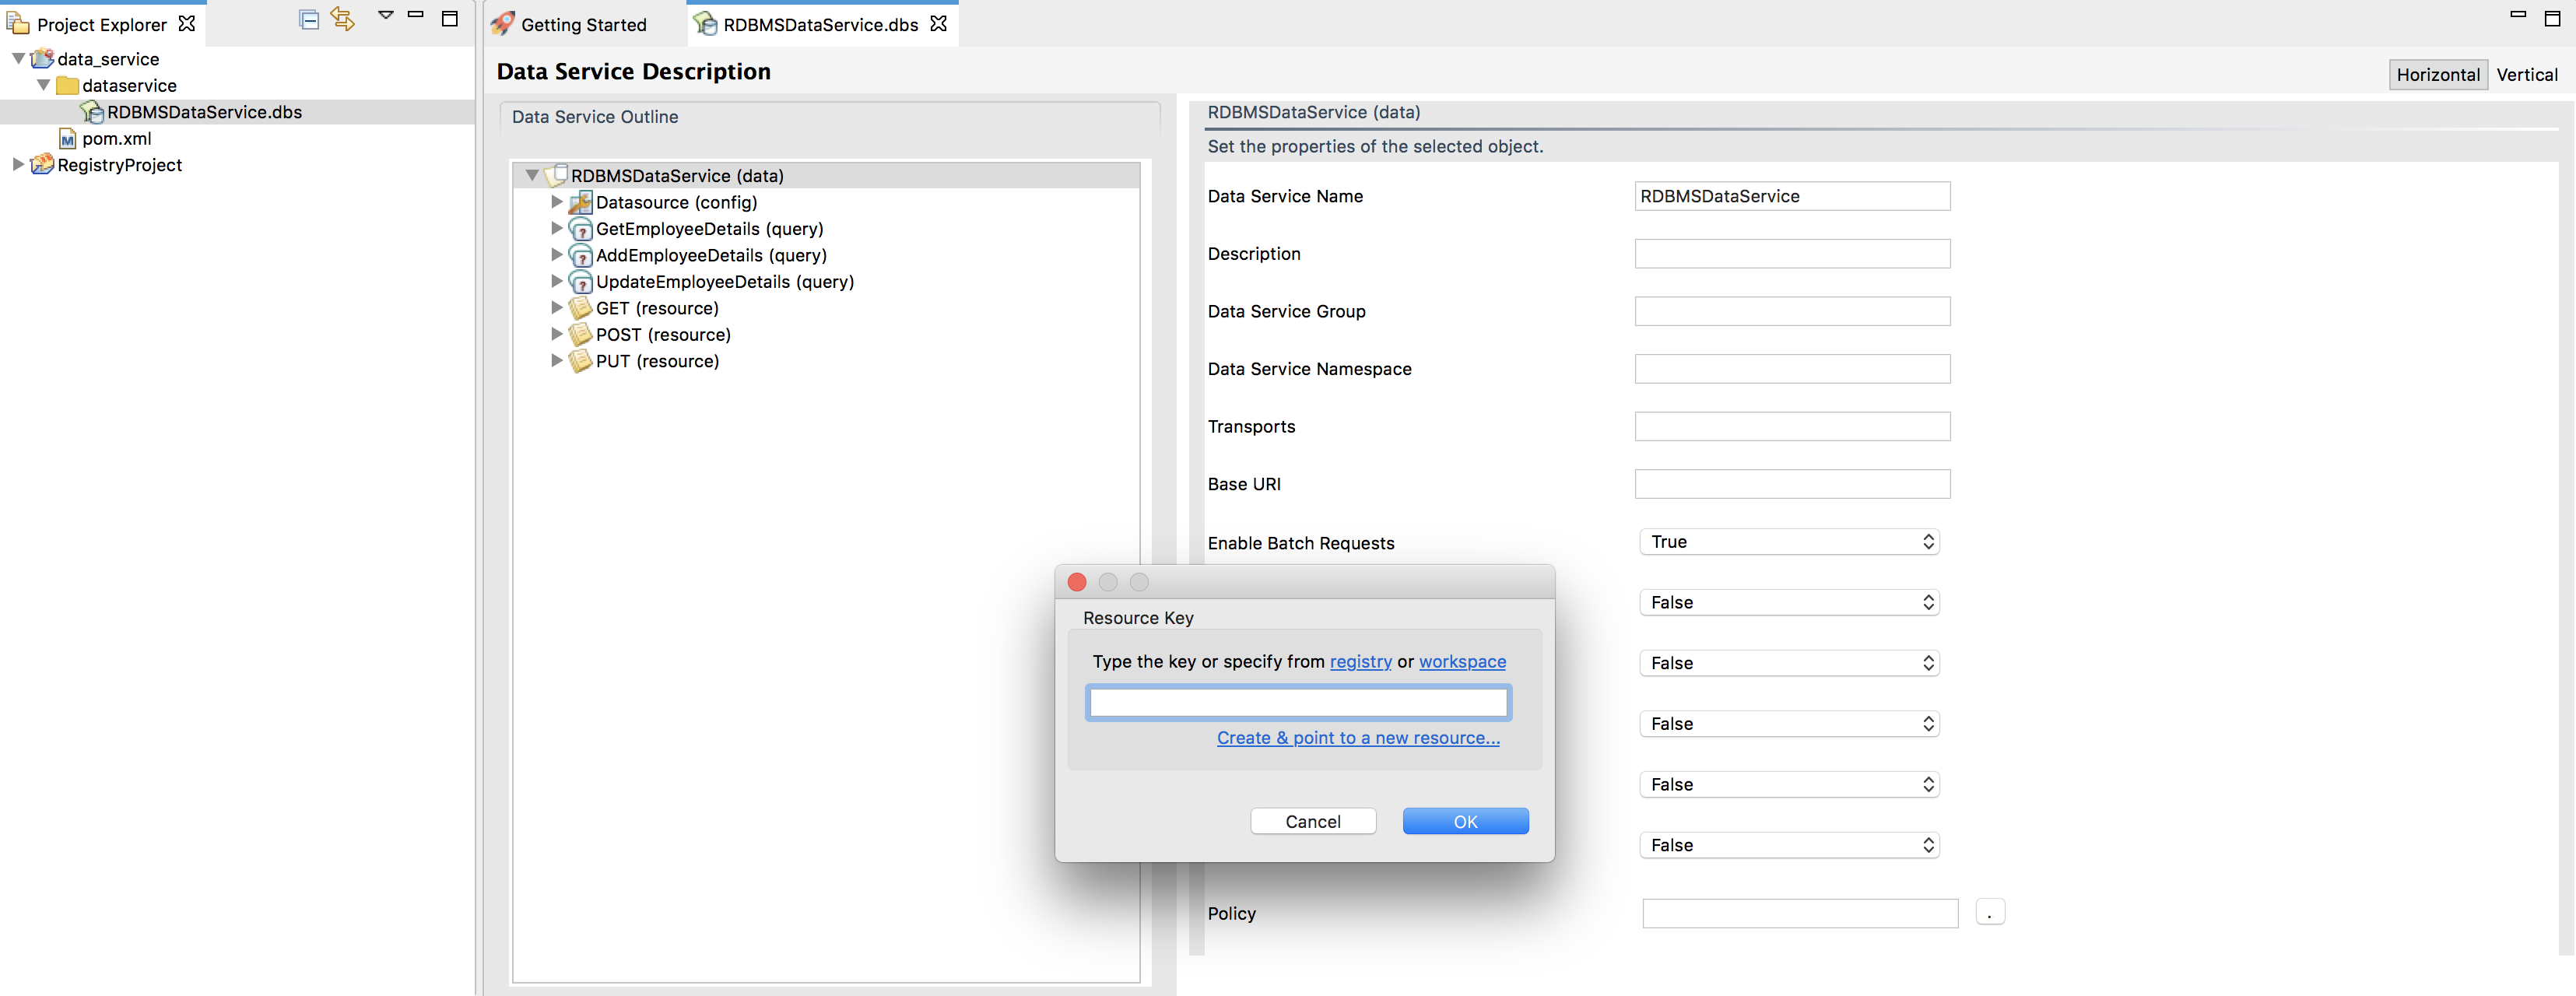 Project Explorer
data_service
dataservice
RDBMSDataService.dbs
pom.xml
RegistryProject
Getting Started
RDBMSDataService.dbs
Data Service Description
Horizontal Vertical
Data Service Outline
RDBMSDataService (data)
Datasource (config)
GetEmployeeDetails (query)
AddEmployeeDetails (query)
UpdateEmployeeDetails (query)
GET (resource)
POST (resource)
PUT (resource)
RDBMSDataService (data)
Set the properties of the selected object.
Data Service Name RDBMSDataService
Description
Data Service Group
Data Service Namespace
Transports
Base URI
Enable Batch Requests True
False
False
False
False
False
Policy .
Resource Key
Type the key or specify from registry or workspace
Create & point to a new resource...
Cancel OK